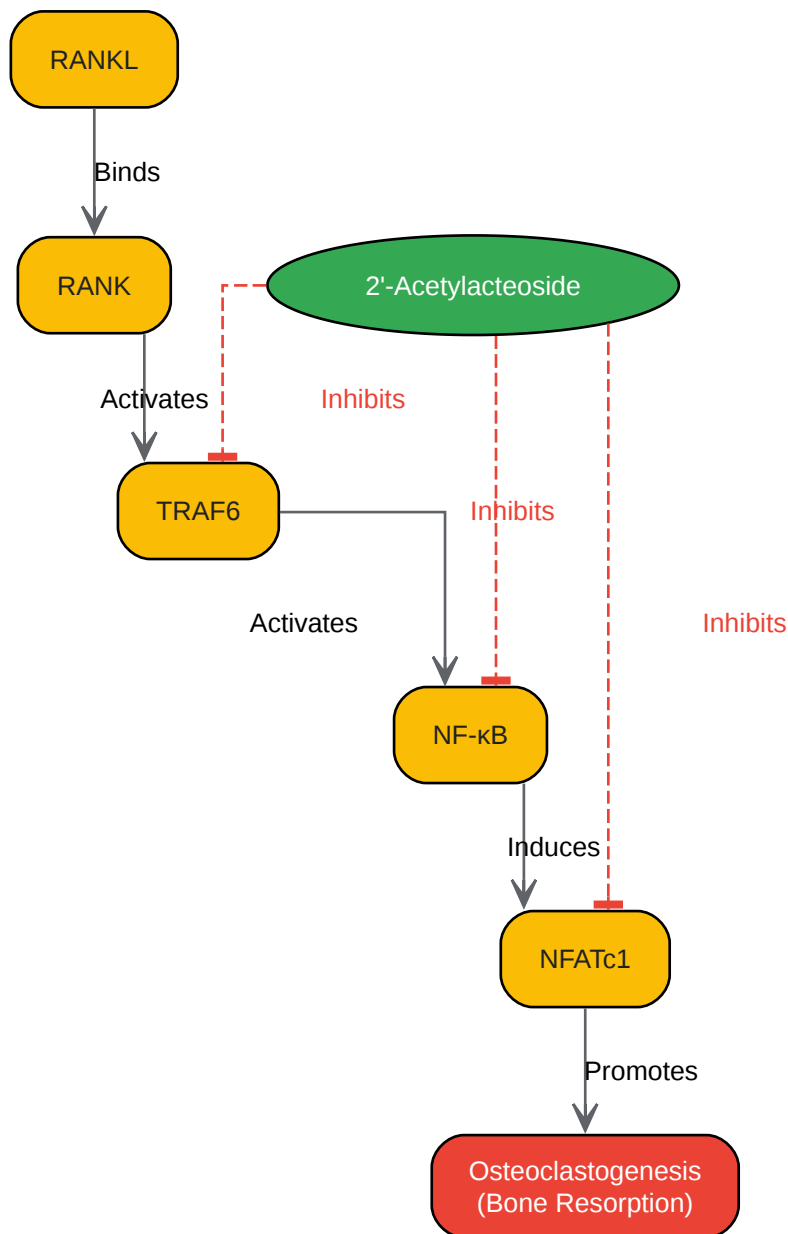 RANKL
Binds
RANK
2'-Acetylacteoside
Activates
Inhibits
TRAF6
Inhibits
Activates
Inhibits
NF-κB
Induces
NFATc1
Promotes
Osteoclastogenesis
(Bone Resorption)